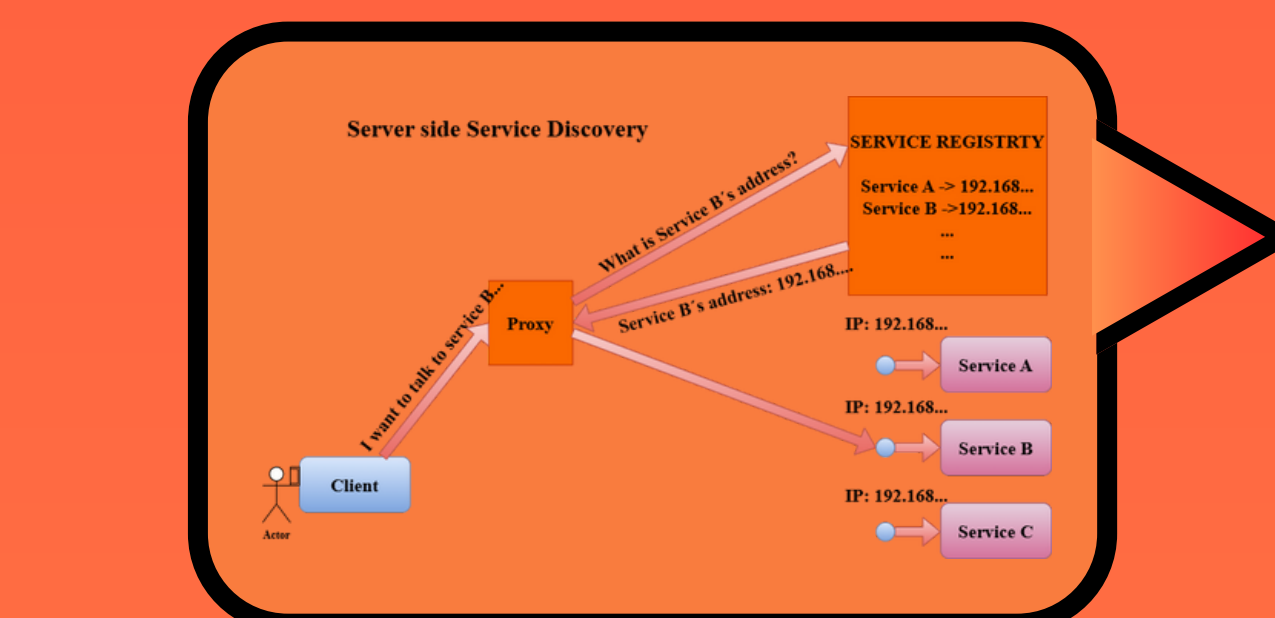 Server side Service Discovery
SERVICE REGISTRTY
Service A -> 192.168...
Service B ->192.168...
...
...
What is Service B´s address?
Service B´s address: 192.168....
I want to talk to service B...
Proxy
IP: 192.168...
Service A
IP: 192.168...
Service B
IP: 192.168...
Service C
Client
Actor